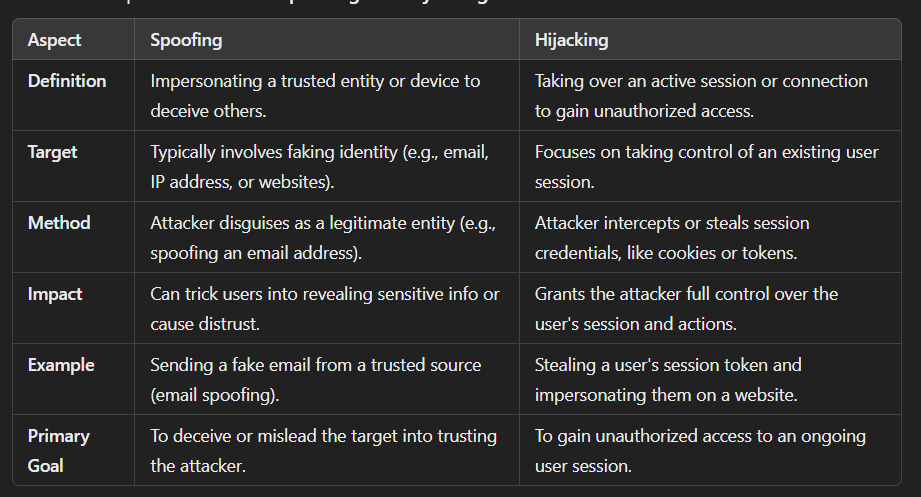 Aspect Spoofing Hijacking
Definition Impersonating a trusted entity or device to Taking over an active session or connection
deceive others. to gain unauthorized access.
Target Typically involves faking identity (e.g., email, Focuses on taking control of an existing user
IP address, or websites). session.
Method Attacker disguises as a legitimate entity (e.g., Attacker intercepts or steals session
spoofing an email address). credentials, like cookies or tokens.
Impact Can trick users into revealing sensitive info or Grants the attacker full control over the
cause distrust. user's session and actions.
Example Sending a fake email from a trusted source Stealing a user's session token and
(email spoofing). impersonating them on a website.
Primary To deceive or mislead the target into trusting To gain unauthorized access to an ongoing
Goal the attacker. user session.